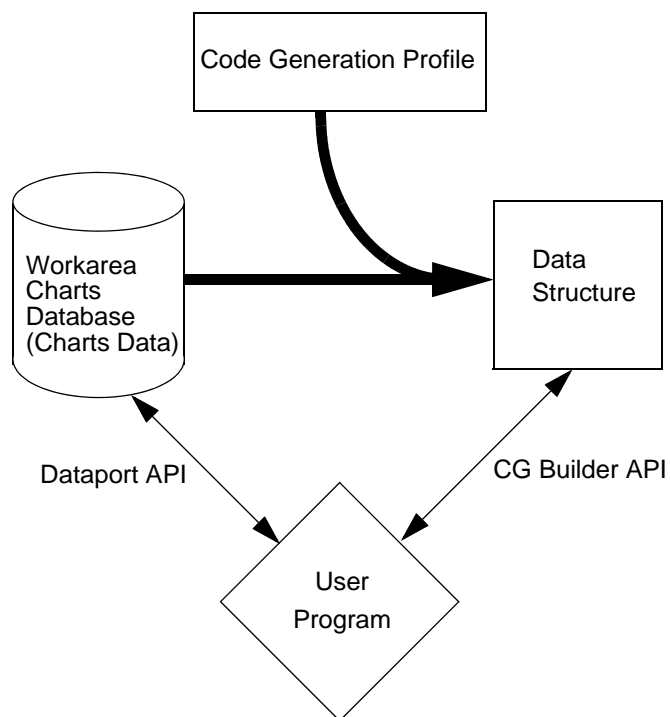 Code Generation Profile
Workarea
Charts
Database
(Charts Data)
Data
Structure
Dataport API
CG Builder API
User
Program